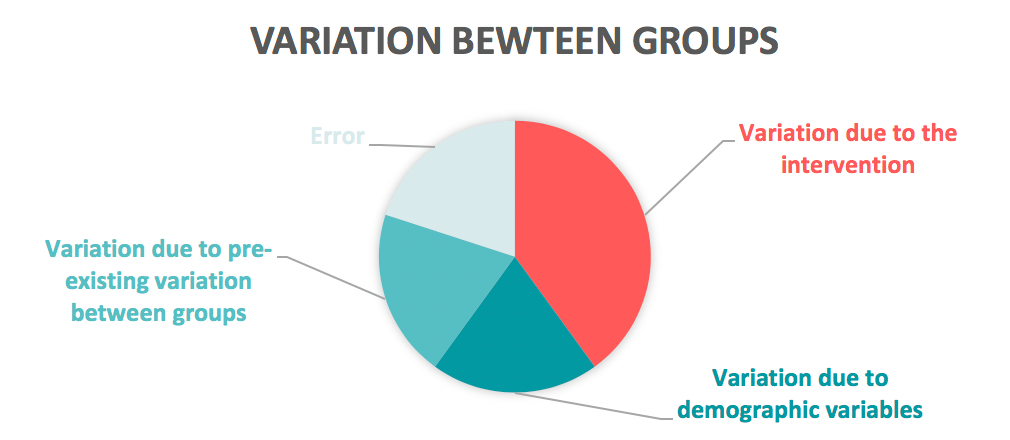 VARIATION BEWTEEN GROUPS
Error
Variation due to the
intervention
Variation due to pre-
existing variation
between groups
Variation due to
demographic variables